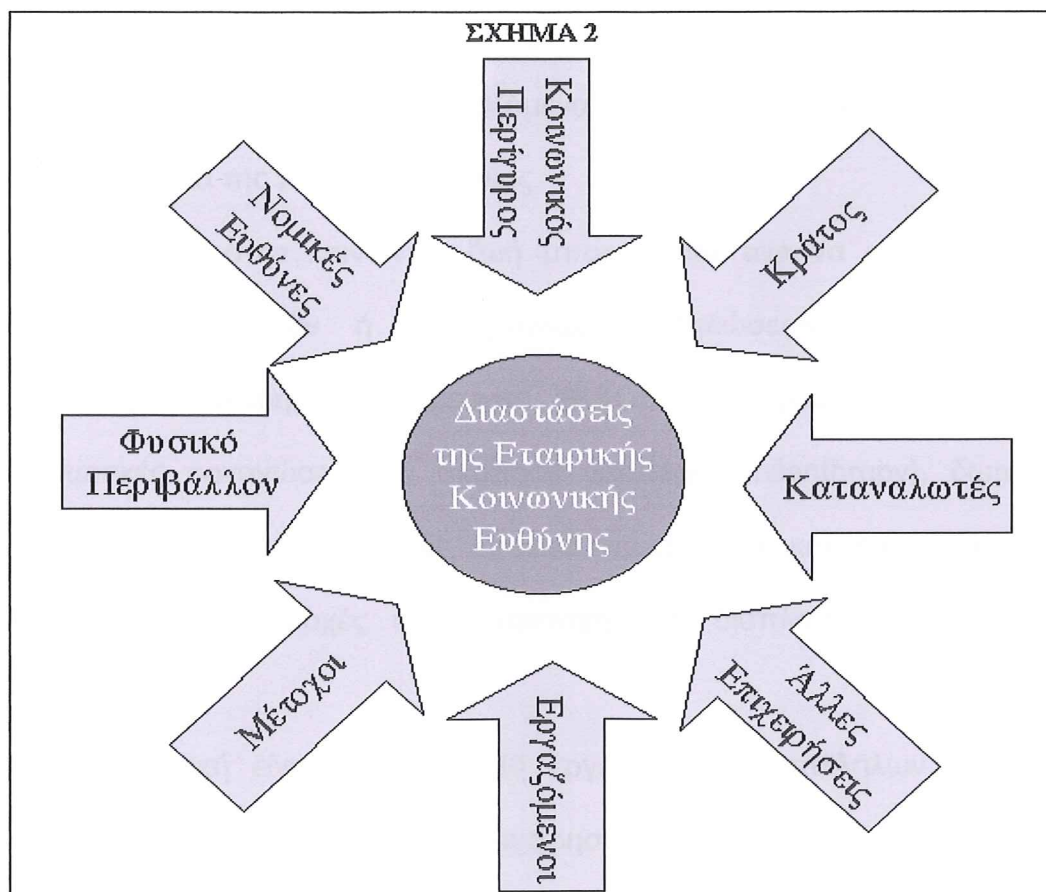 ΣΧΗΜΑ 2
Κοινωνικός
Περίγυρος
Κράτος
Καταναλωτές
Άλλες
Επιχειρήσεις
Εργαζόμενοι
Μέτοχοι
Φυσικό
Περιβάλλον
Νομικές
Ευθύνες
Διαστάσεις
της Εταιρικής
Κοινωνικής
Ευθύνης